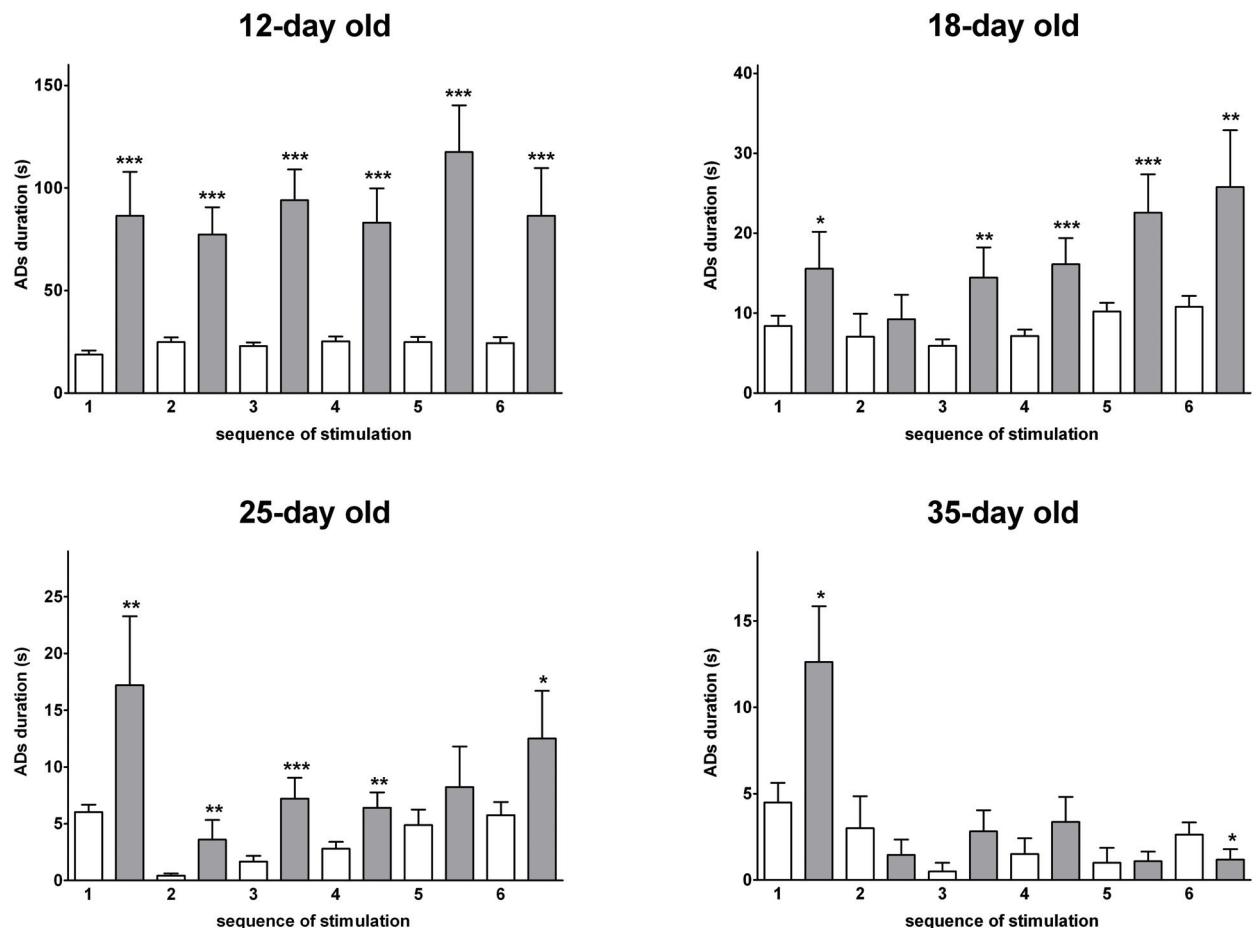 12-day old
18-day old
ADs duration (s)
150
100
50
0
***
***
***
***
***
***
1 2 3 4 5 6
sequence of stimulation
ADs duration (s)
40
30
20
10
0
*
**
***
***
**
1 2 3 4 5 6
sequence of stimulation
25-day old
35-day old
ADs duration (s)
25
20
15
10
5
0
**
**
***
**
*
1 2 3 4 5 6
sequence of stimulation
ADs duration (s)
15
10
5
0
*
*
1 2 3 4 5 6
sequence of stimulation